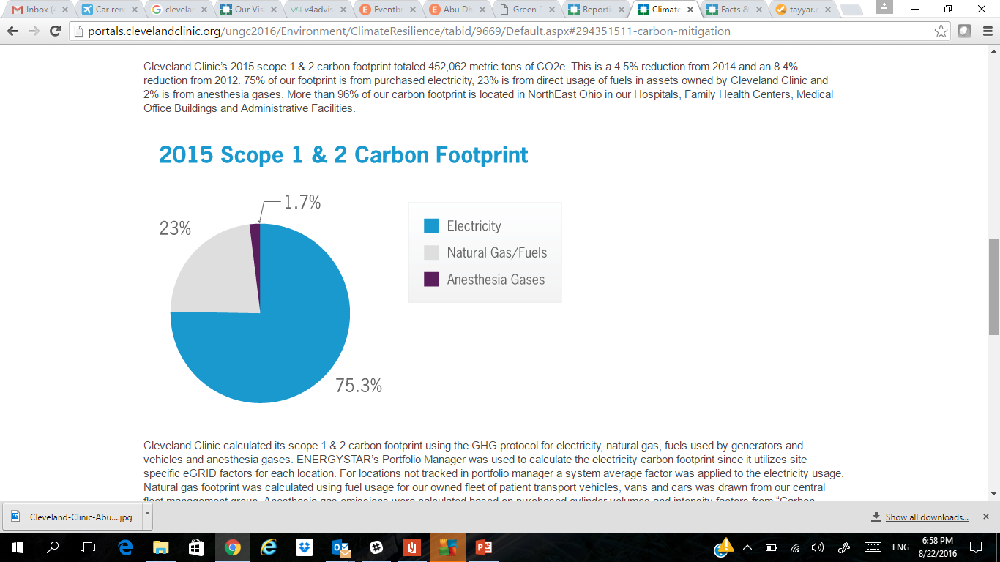 Inbox (
Car ren
clevelar
Our Vis
v4advis
Eventbr
Abu Dh
Green
Reporti
Climate
Facts &
tayyar.c
portals.clevelandclinic.org/ungc2016/Environment/ClimateResilience/tabid/9669/Default.aspx#294351511-carbon-mitigation
Cleveland Clinic's 2015 scope 1 & 2 carbon footprint totaled 452,062 metric tons of CO2e. This is a 4.5% reduction from 2014 and an 8.4%
reduction from 2012. 75% of our footprint is from purchased electricity, 23% is from direct usage of fuels in assets owned by Cleveland Clinic and
2% is from anesthesia gases. More than 96% of our carbon footprint is located in NorthEast Ohio in our Hospitals, Family Health Centers, Medical
Office Buildings and Administrative Facilities.
2015 Scope 1 & 2 Carbon Footprint
1.7%
23%
75.3%
Electricity
Natural Gas/Fuels
Anesthesia Gases
Cleveland Clinic calculated its scope 1 & 2 carbon footprint using the GHG protocol for electricity, natural gas, fuels used by generators and
vehicles and anesthesia gases. ENERGYSTAR's Portfolio Manager was used to calculate the electricity carbon footprint since it utilizes site
specific eGRID factors for each location. For locations not tracked in portfolio manager a system average factor was applied to the electricity usage.
Natural gas footprint was calculated using fuel usage for our owned fleet of patient transport vehicles, vans and cars was drawn from our central
fleet management group. Anesthesia gas emissions were calculated based on purchased cylinder volumes and intensity factors from "Carbon
Cleveland-Clinic-Abu....jpg
Show all downloads...
ENG
6:58 PM
8/22/2016